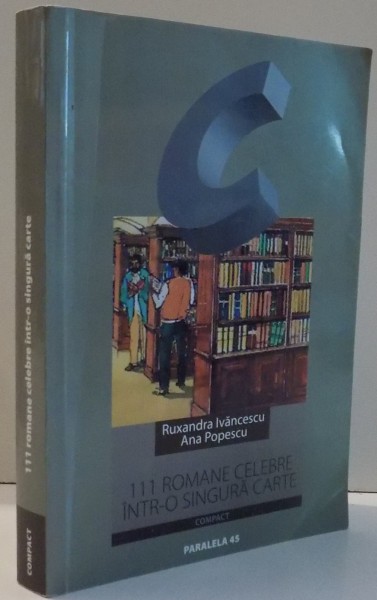 111 romane celebre într-o singură carte
COMPACT
C
Ruxandra Ivăncescu
Ana Popescu
111 ROMANE CELEBRE
ÎNTR-O SINGURĂ CARTE
COMPACT
PARALELA 45